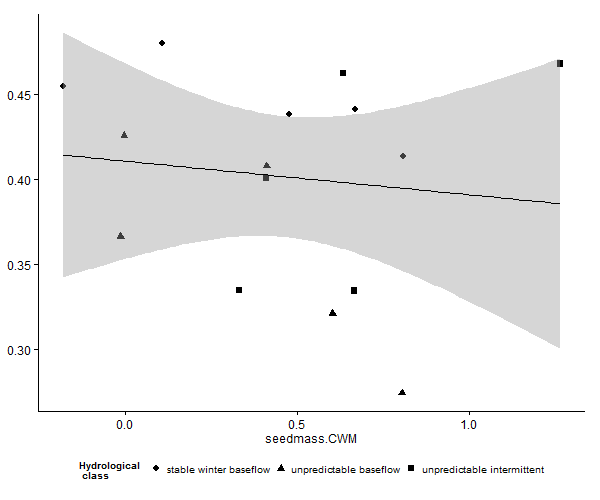 0.45
0.40
0.35
0.30
0.0 0.5 1.0
seedmass.CWM
Hydrological
class
stable winter baseflow unpredictable baseflow unpredictable intermittent